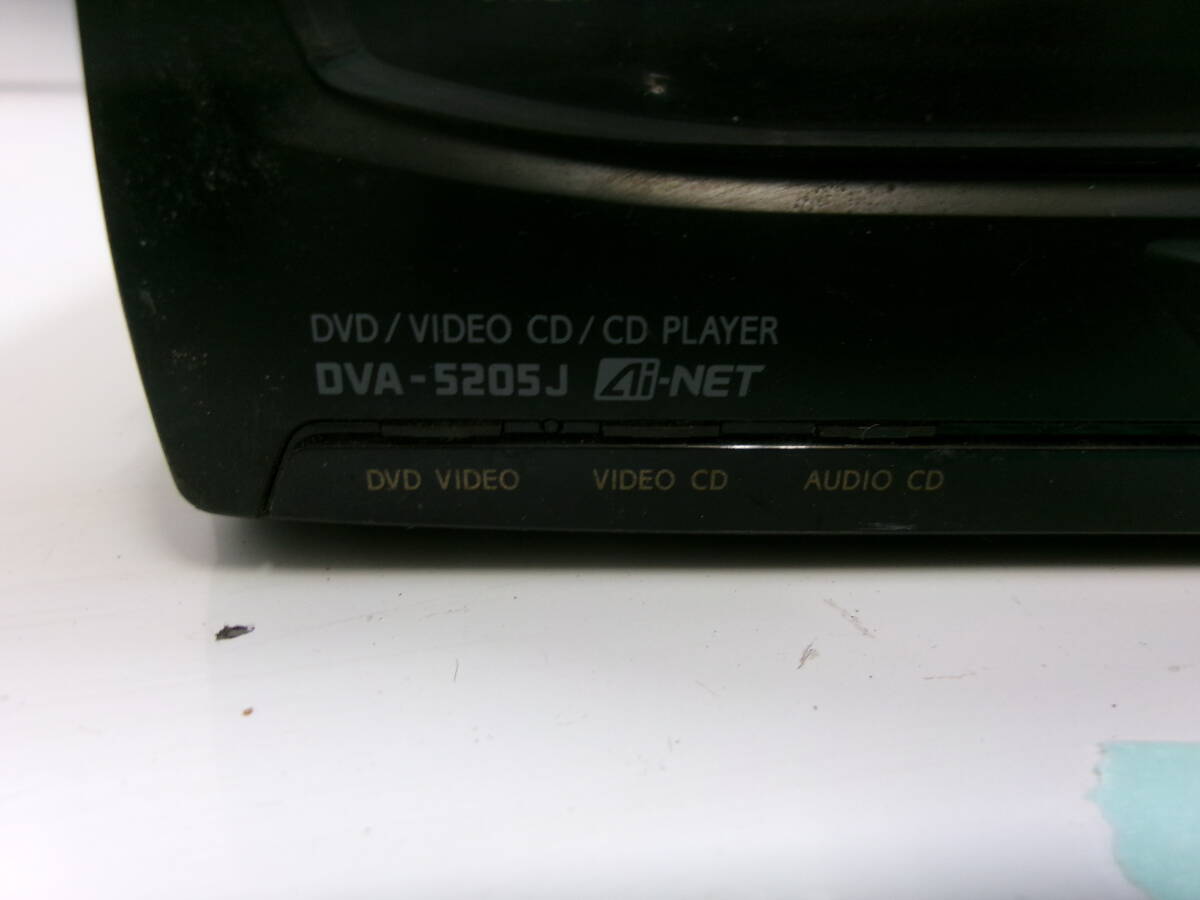 DVD/VIDEO CD/CD PLAYER
DVA-5205J Ai-NET
DVD VIDEO VIDEO CD AUDIO CD